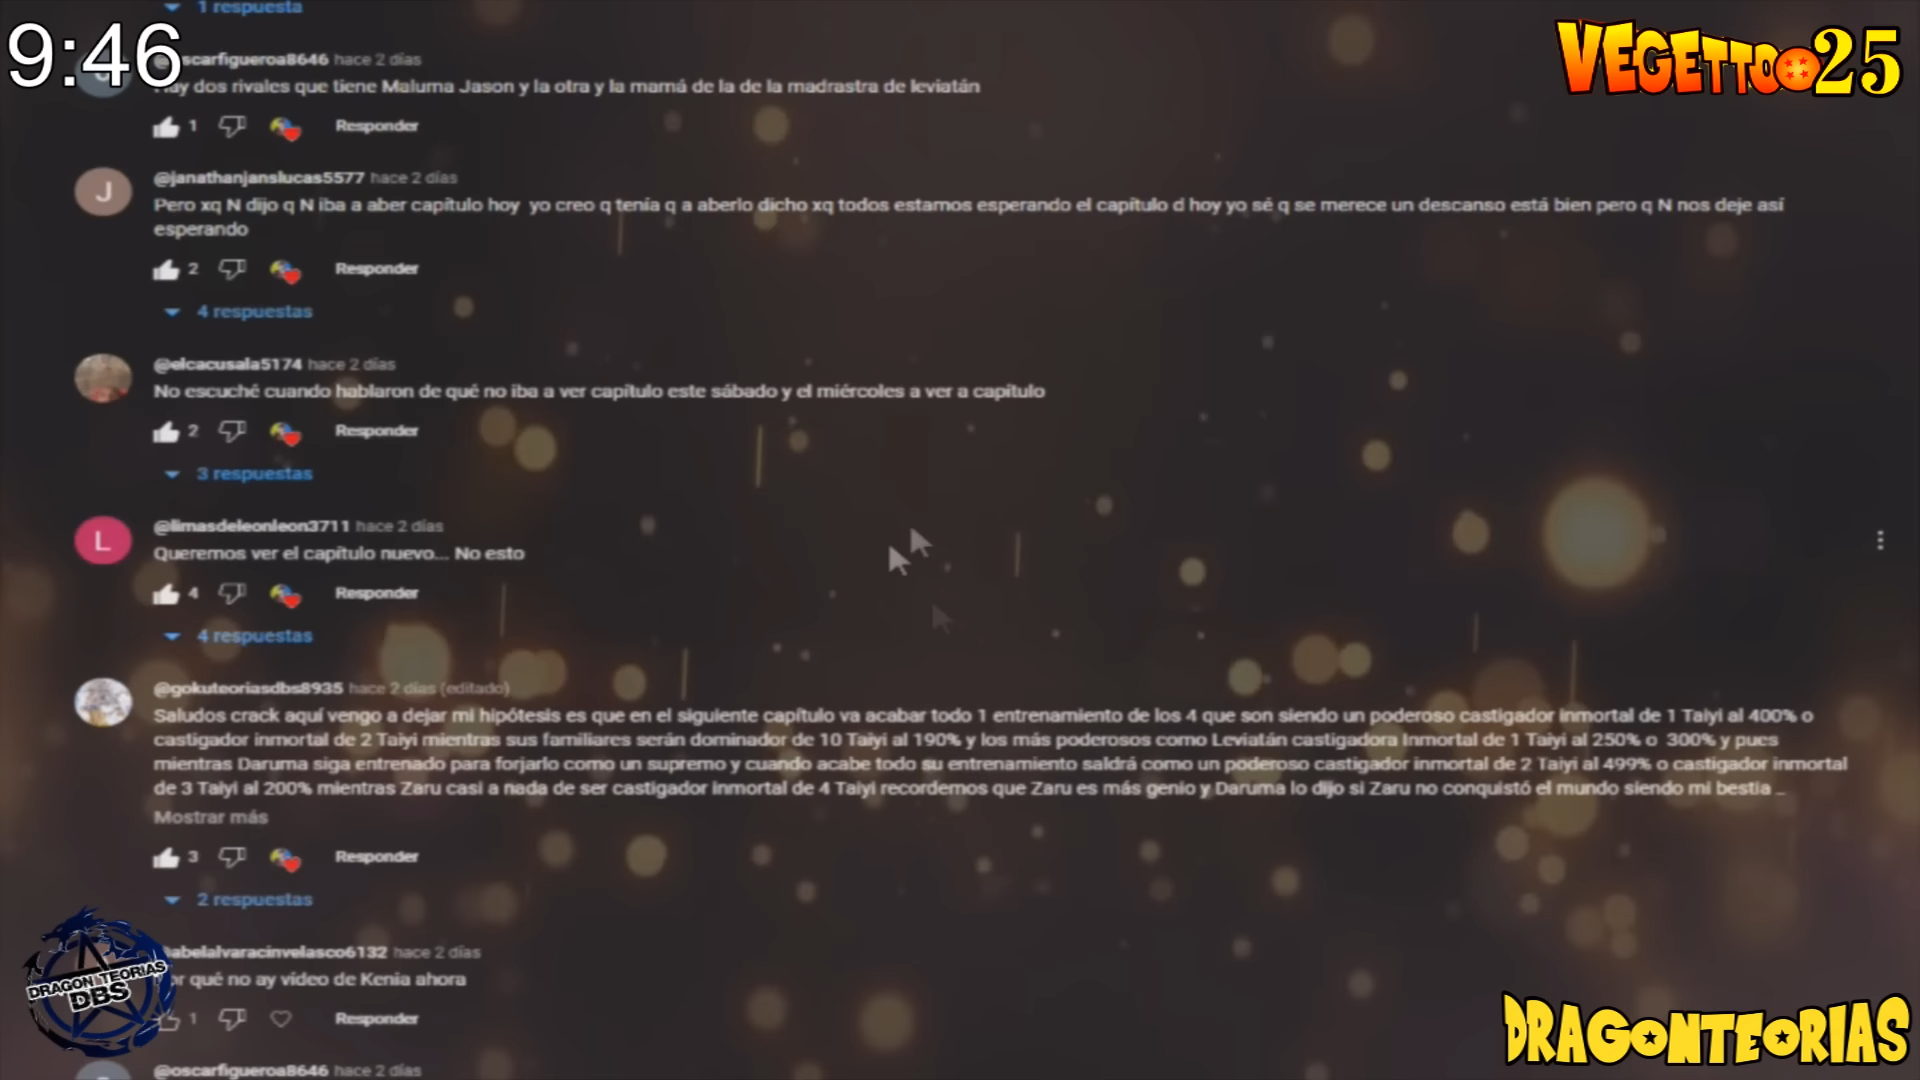 1 respuesta
9:46
VEGETTO 25
scarfigueroa8646 hace 2 días
ay dos rivales que tiene Maluma Jason y la otra y la mamá de la de la madrastra de leviatán
1 Responder
J
@janathanjanslucas5577 hace 2 días
Pero xq N dijo q N iba a aber capítulo hoy yo creo q tenía q a aberlo dicho xq todos estamos esperando el capítulo d hoy yo sé q se merece un descanso está bien pero q N nos deje así
esperando
2 Responder
4 respuestas
@elcacusala5174 hace 2 días
No escuché cuando hablaron de qué no iba a ver capítulo este sábado y el miércoles a ver a capítulo
2 Responder
3 respuestas
L
@limasdeleonleon3711 hace 2 días
Queremos ver el capítulo nuevo... No esto
4 Responder
4 respuestas
@gokuteoriasdbs8935 hace 2 días (editado)
Saludos crack aquí vengo a dejar mi hipótesis es que en el siguiente capítulo va acabar todo 1 entrenamiento de los 4 que son siendo un poderoso castigador inmortal de 1 Taiyi al 400% o
castigador inmortal de 2 Taiyi mientras sus familiares serán dominador de 10 Taiyi al 190% y los más poderosos como Leviatán castigadora Inmortal de 1 Taiyi al 250% o 300% y pues
mientras Daruma siga entrenado para forjarlo como un supremo y cuando acabe todo su entrenamiento saldrá como un poderoso castigador inmortal de 2 Taiyi al 499% o castigador inmortal
de 3 Taiyi al 200% mientras Zaru casi a nada de ser castigador inmortal de 4 Taiyi recordemos que Zaru es más genio y Daruma lo dijo si Zaru no conquistó el mundo siendo mi bestia ...
Mostrar más
3 Responder
2 respuestas
abelalvaracinvelasco6132 hace 2 días
or qué no ay vídeo de Kenia ahora
1 Responder
DRAGON TEORIAS
DBS
DRAGONTEORIAS
@oscarfigueroa8646 hace 2 días